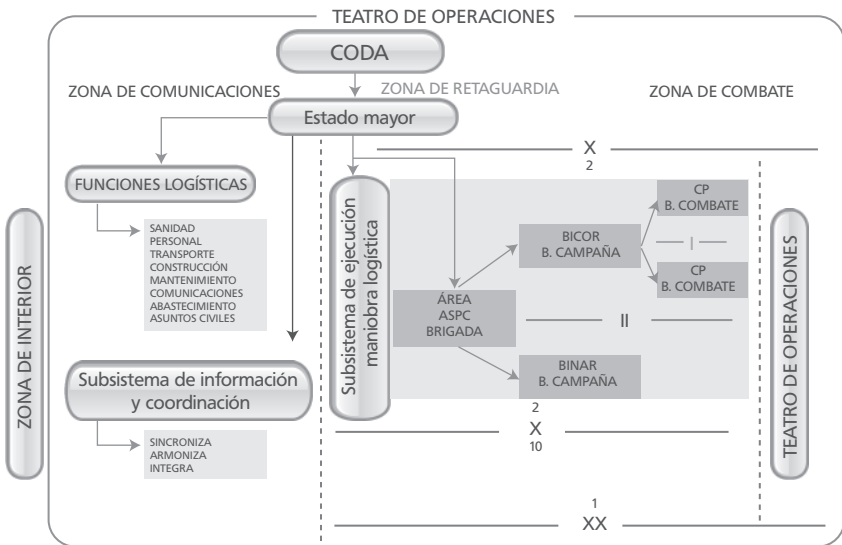 TEATRO DE OPERACIONES
CODA
ZONA DE COMUNICACIONES
ZONA DE RETAGUARDIA
ZONA DE COMBATE
Estado mayor
X
2
FUNCIONES LOGÍSTICAS
SANIDAD
PERSONAL
TRANSPORTE
CONSTRUCCIÓN
MANTENIMIENTO
COMUNICACIONES
ABASTECIMIENTO
ASUNTOS CIVILES
ZONA DE INTERIOR
Subsistema de información
y coordinación
SINCRONIZA
ARMONIZA
INTEGRA
Subsistema de ejecución
maniobra logística
ÁREA
ASPC
BRIGADA
BICOR
B. CAMPAÑA
CP
B. COMBATE
I
CP
B. COMBATE
II
BINAR
B. CAMPAÑA
2
X
10
1
XX
TEATRO DE OPERACIONES